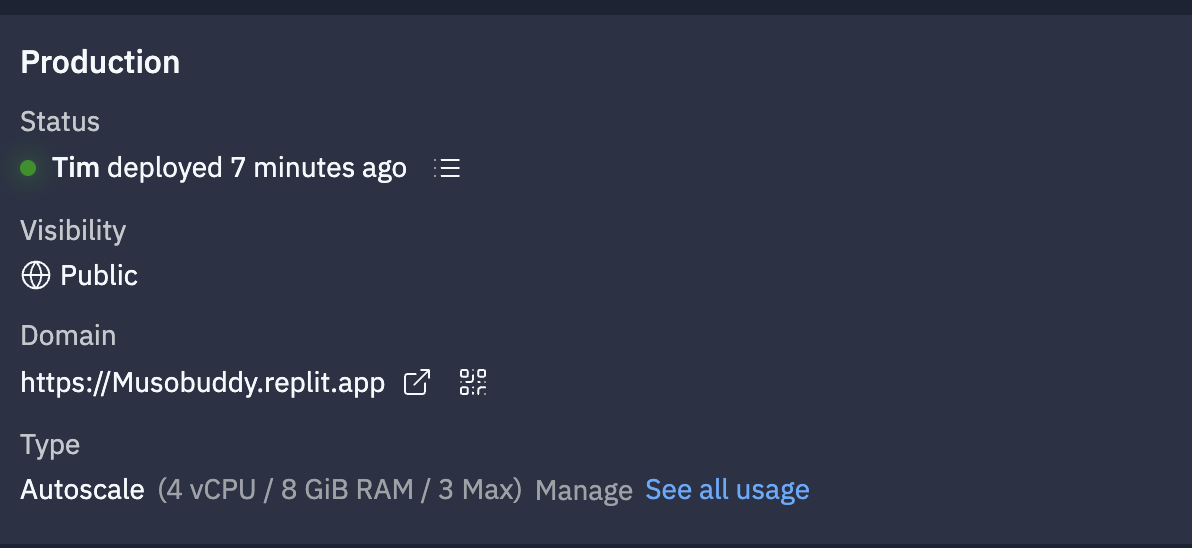 Production
Status
Tim deployed 7 minutes ago
Visibility
Public
Domain
https://Musobuddy.replit.app
Type
Autoscale (4 vCPU / 8 GiB RAM / 3 Max) Manage See all usage